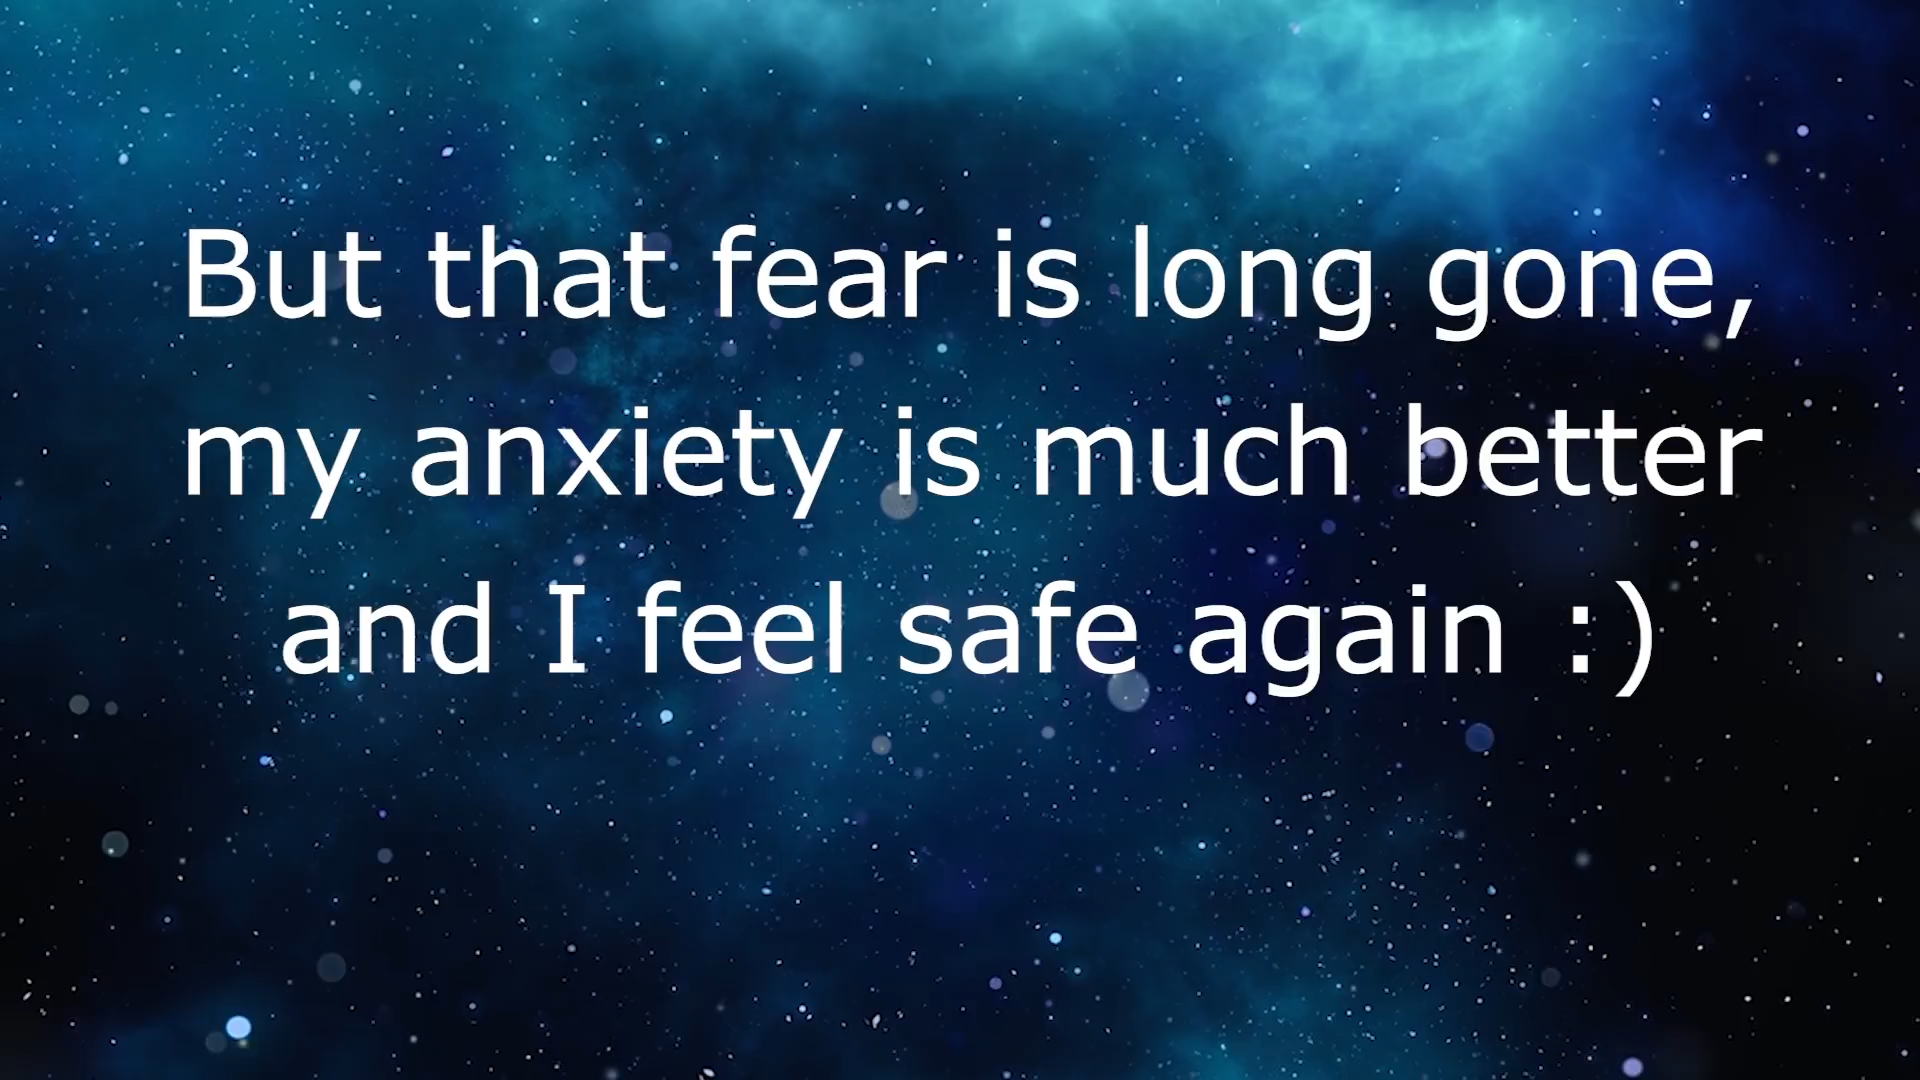 But that fear is long gone,
my anxiety is much better
and I feel safe again :)